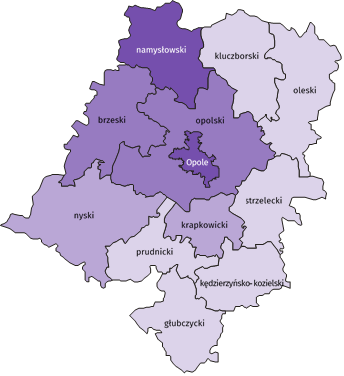 namysłowski
kluczborski
oleski
brzeski
opolski
Opole
strzelecki
nyski
krapkowicki
prudnicki
kędzierzyńsko-kozielski
głubczycki